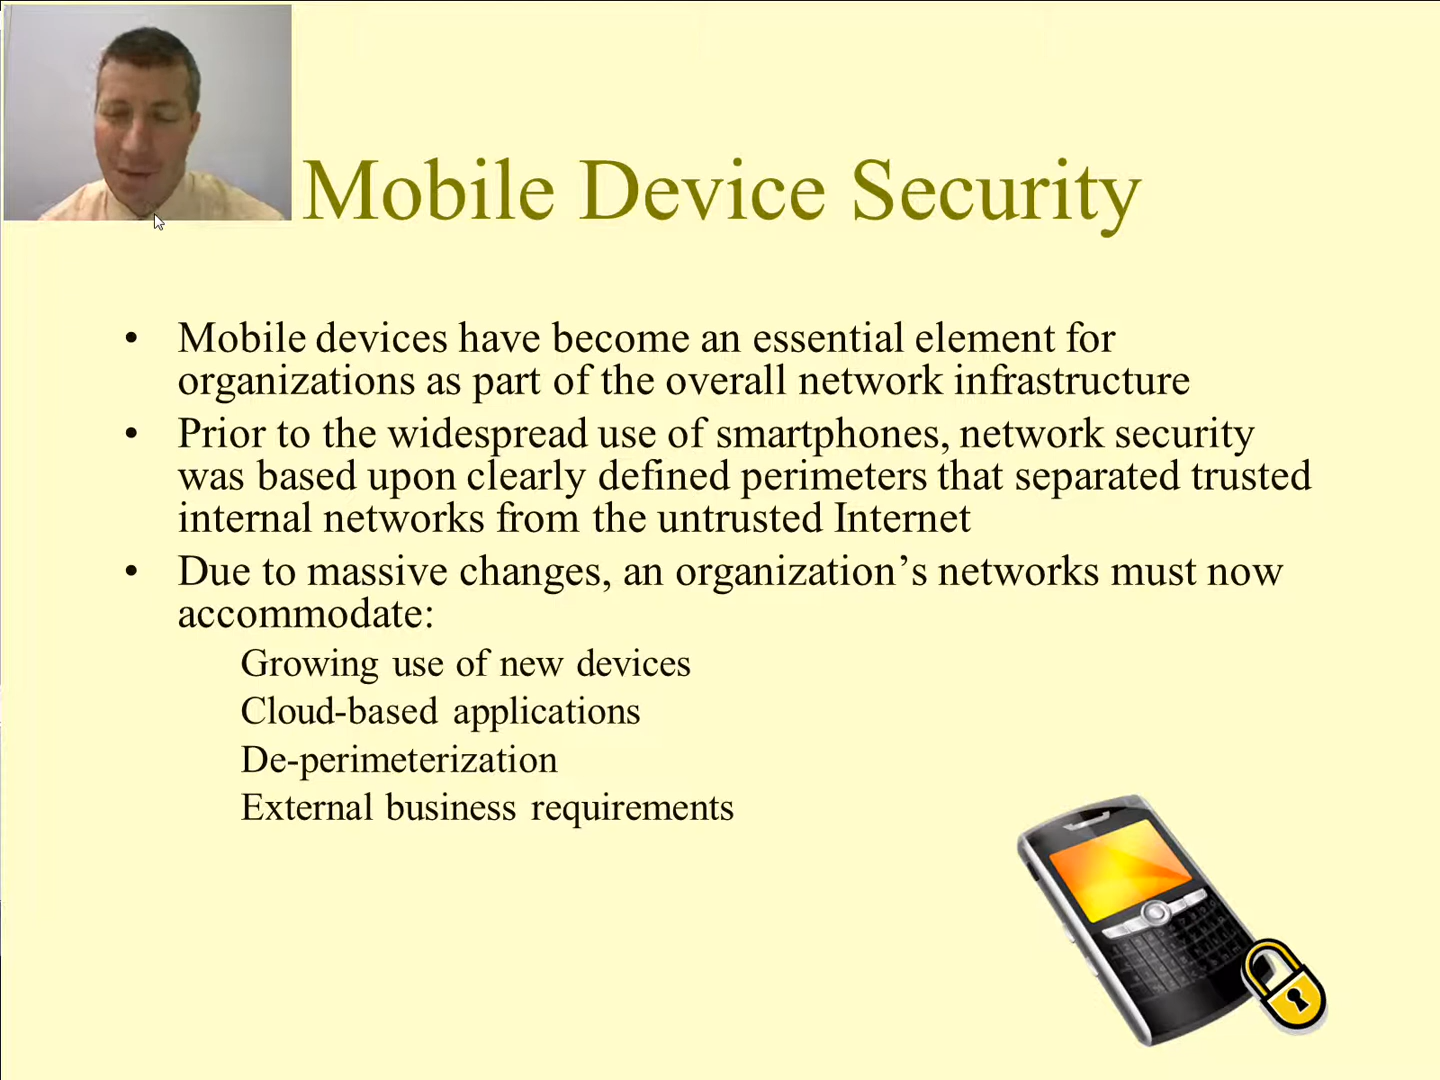 Mobile Device Security
• Mobile devices have become an essential element for
organizations as part of the overall network infrastructure
• Prior to the widespread use of smartphones, network security
was based upon clearly defined perimeters that separated trusted
internal networks from the untrusted Internet
• Due to massive changes, an organization’s networks must now
accommodate:
Growing use of new devices
Cloud-based applications
De-perimeterization
External business requirements